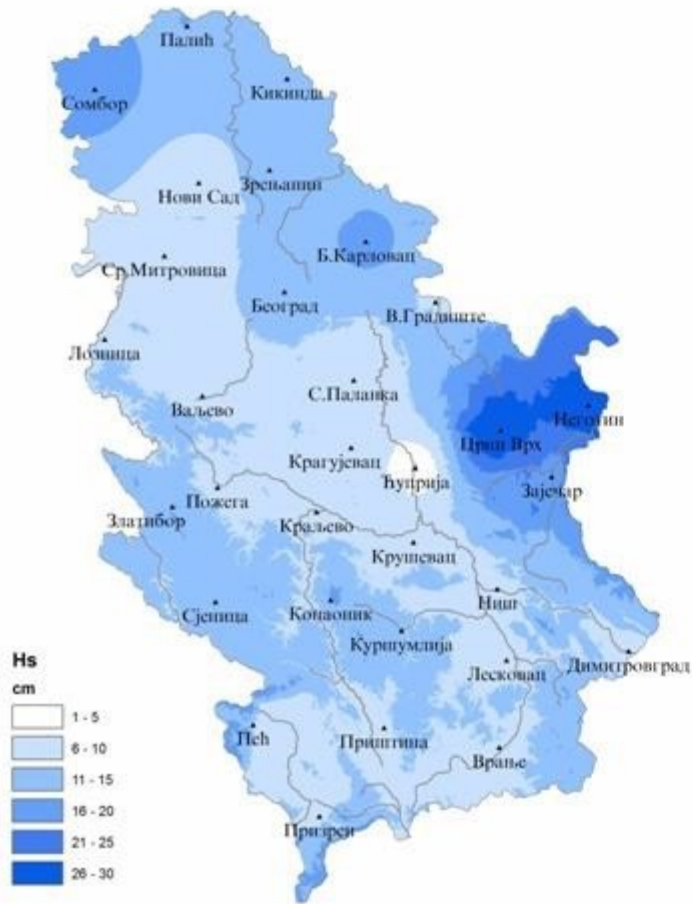 Палић
Сомбор
Кикинда
Нови Сад
Зрењанин
Ср.Митровица
Б.Карловац
Београд
В.Градиште
Лозница
С.Паланка
Ваљево
Неготин
Црни Врх
Крагујевац
Ћуприја
Зајечар
Пожега
Златибор
Краљево
Крушевац
Ниш
Сјеница
Копаоник
Куршумлија
Лесковац
Димитровград
Пећ
Приштина
Врање
Призрен
Hs
cm
1 - 5
6 - 10
11 - 15
16 - 20
21 - 25
26 - 30